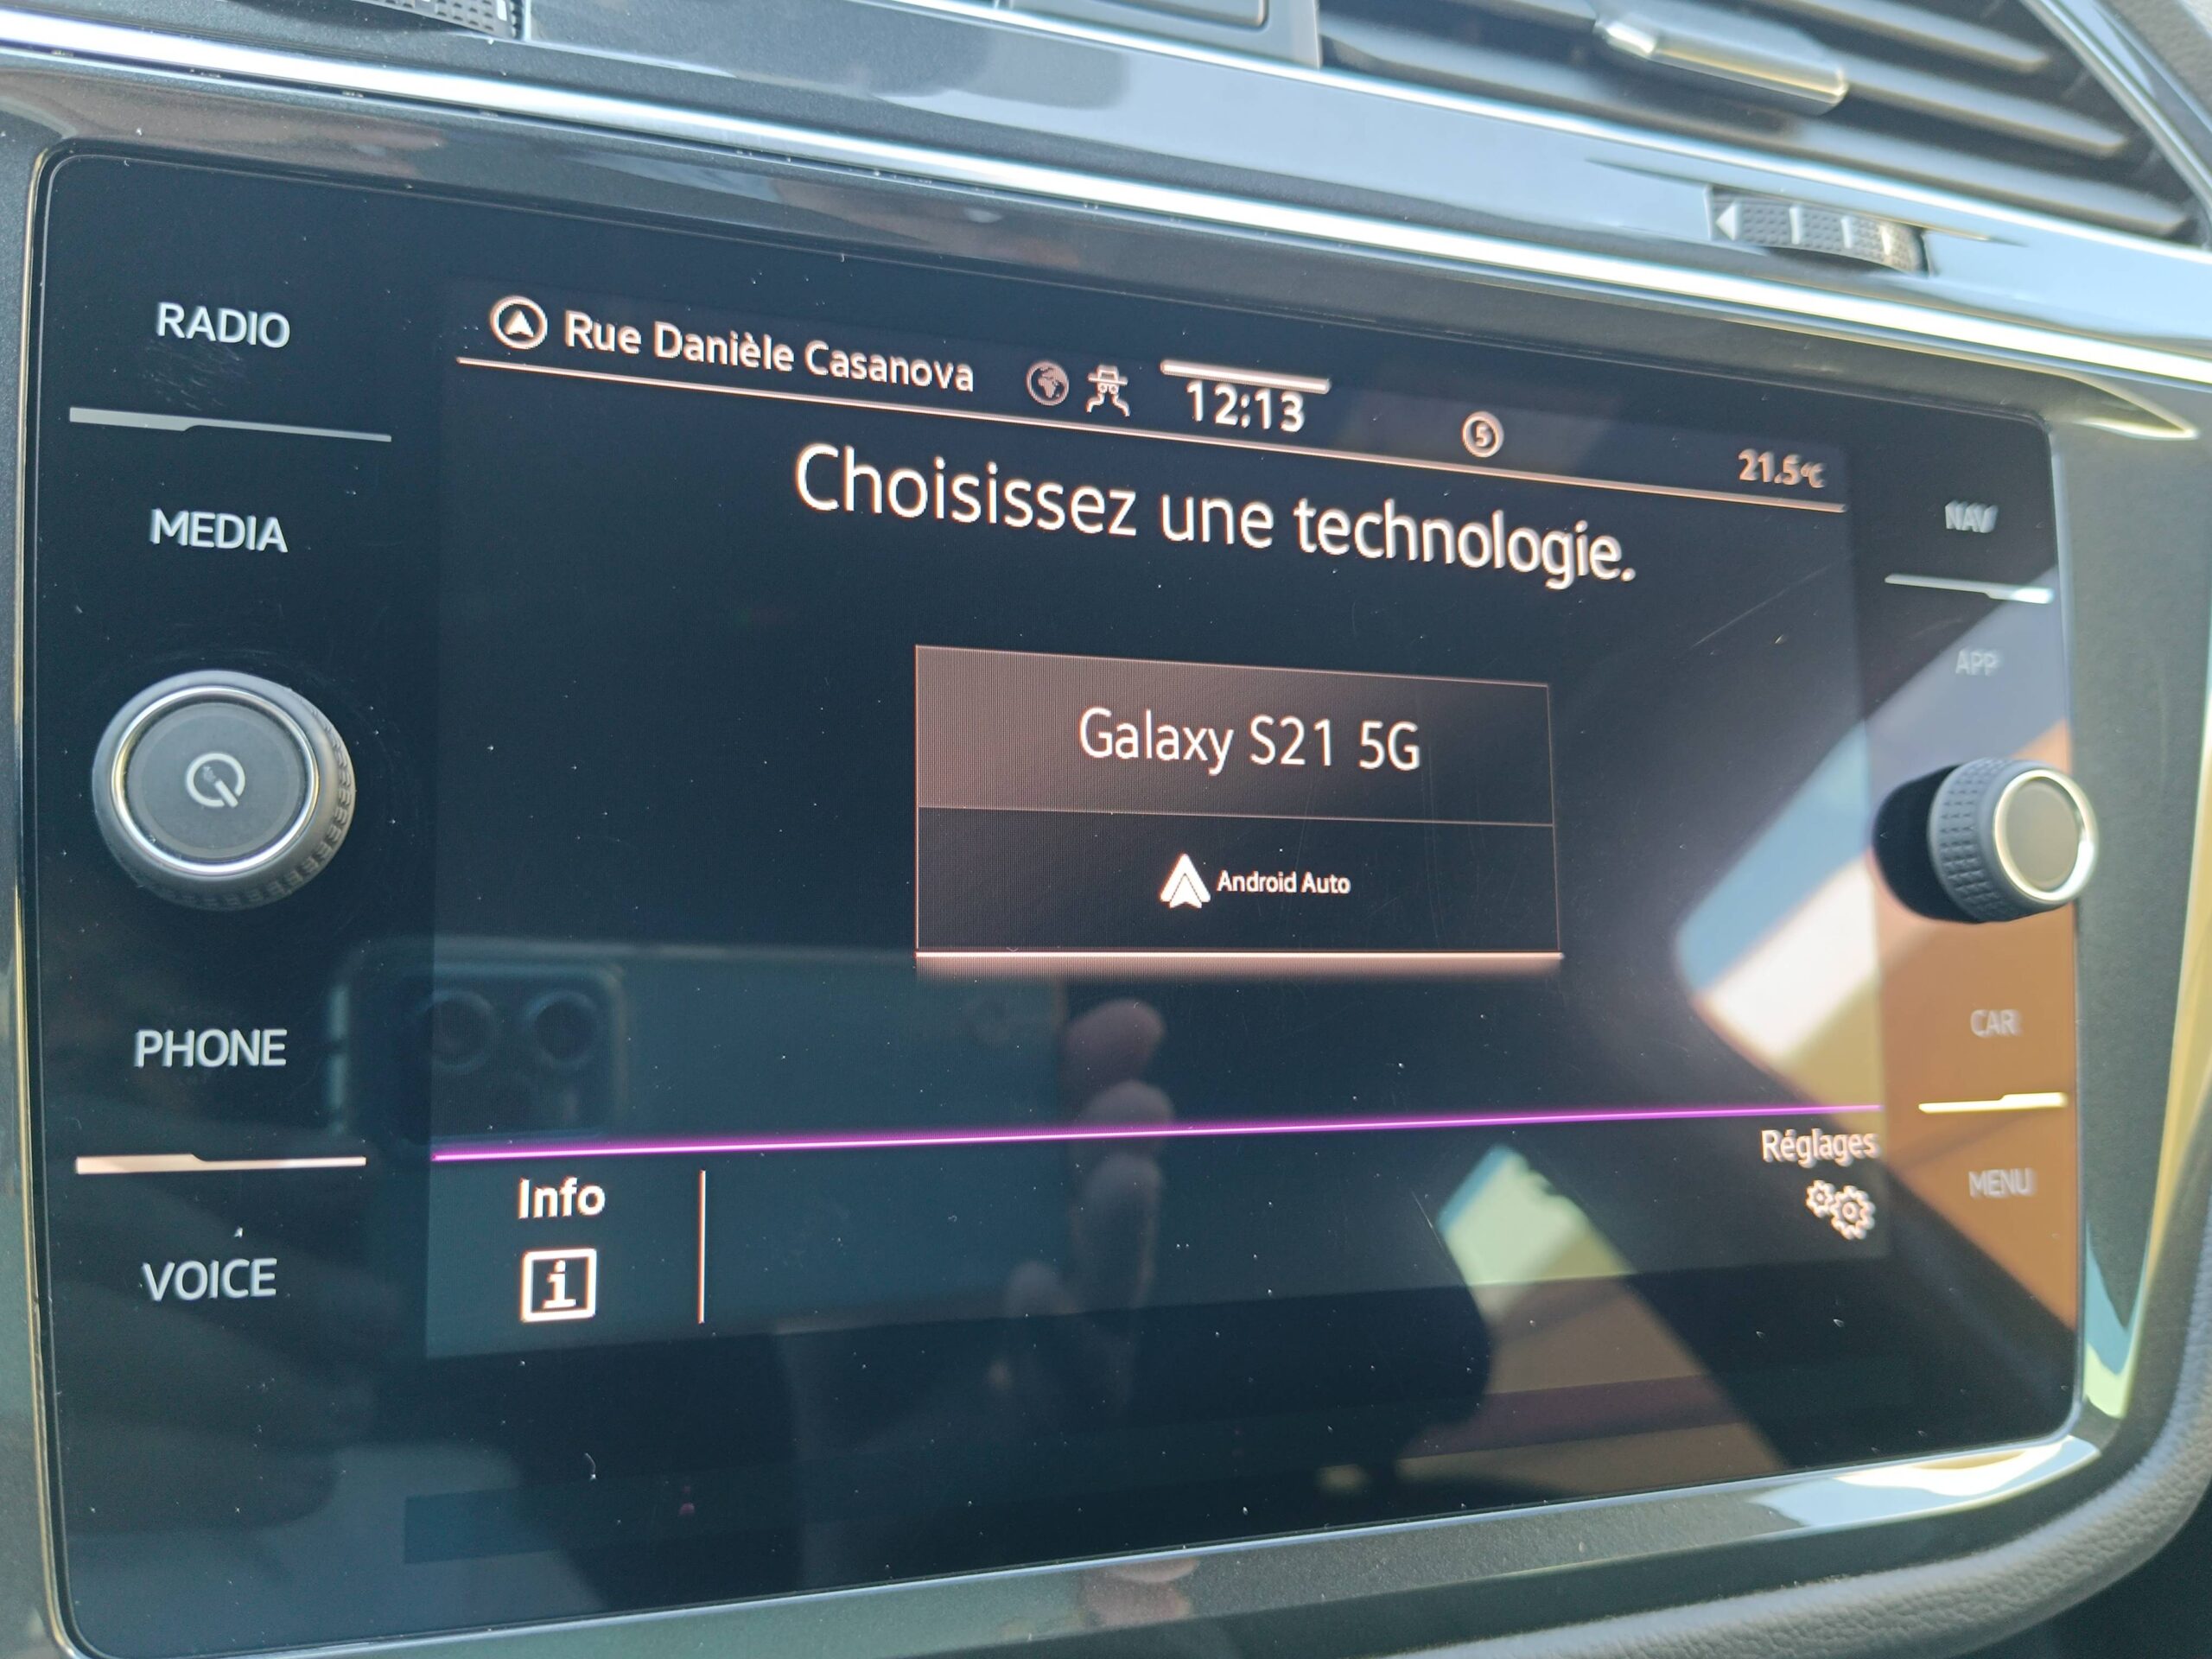 RADIO
MEDIA
PHONE
VOICE
Rue Danièle Casanova
12:13
5
21.5°C
Choisissez une technologie.
Galaxy S21 5G
Android Auto
Info
i
Réglages
NAV
APP
CAR
MENU